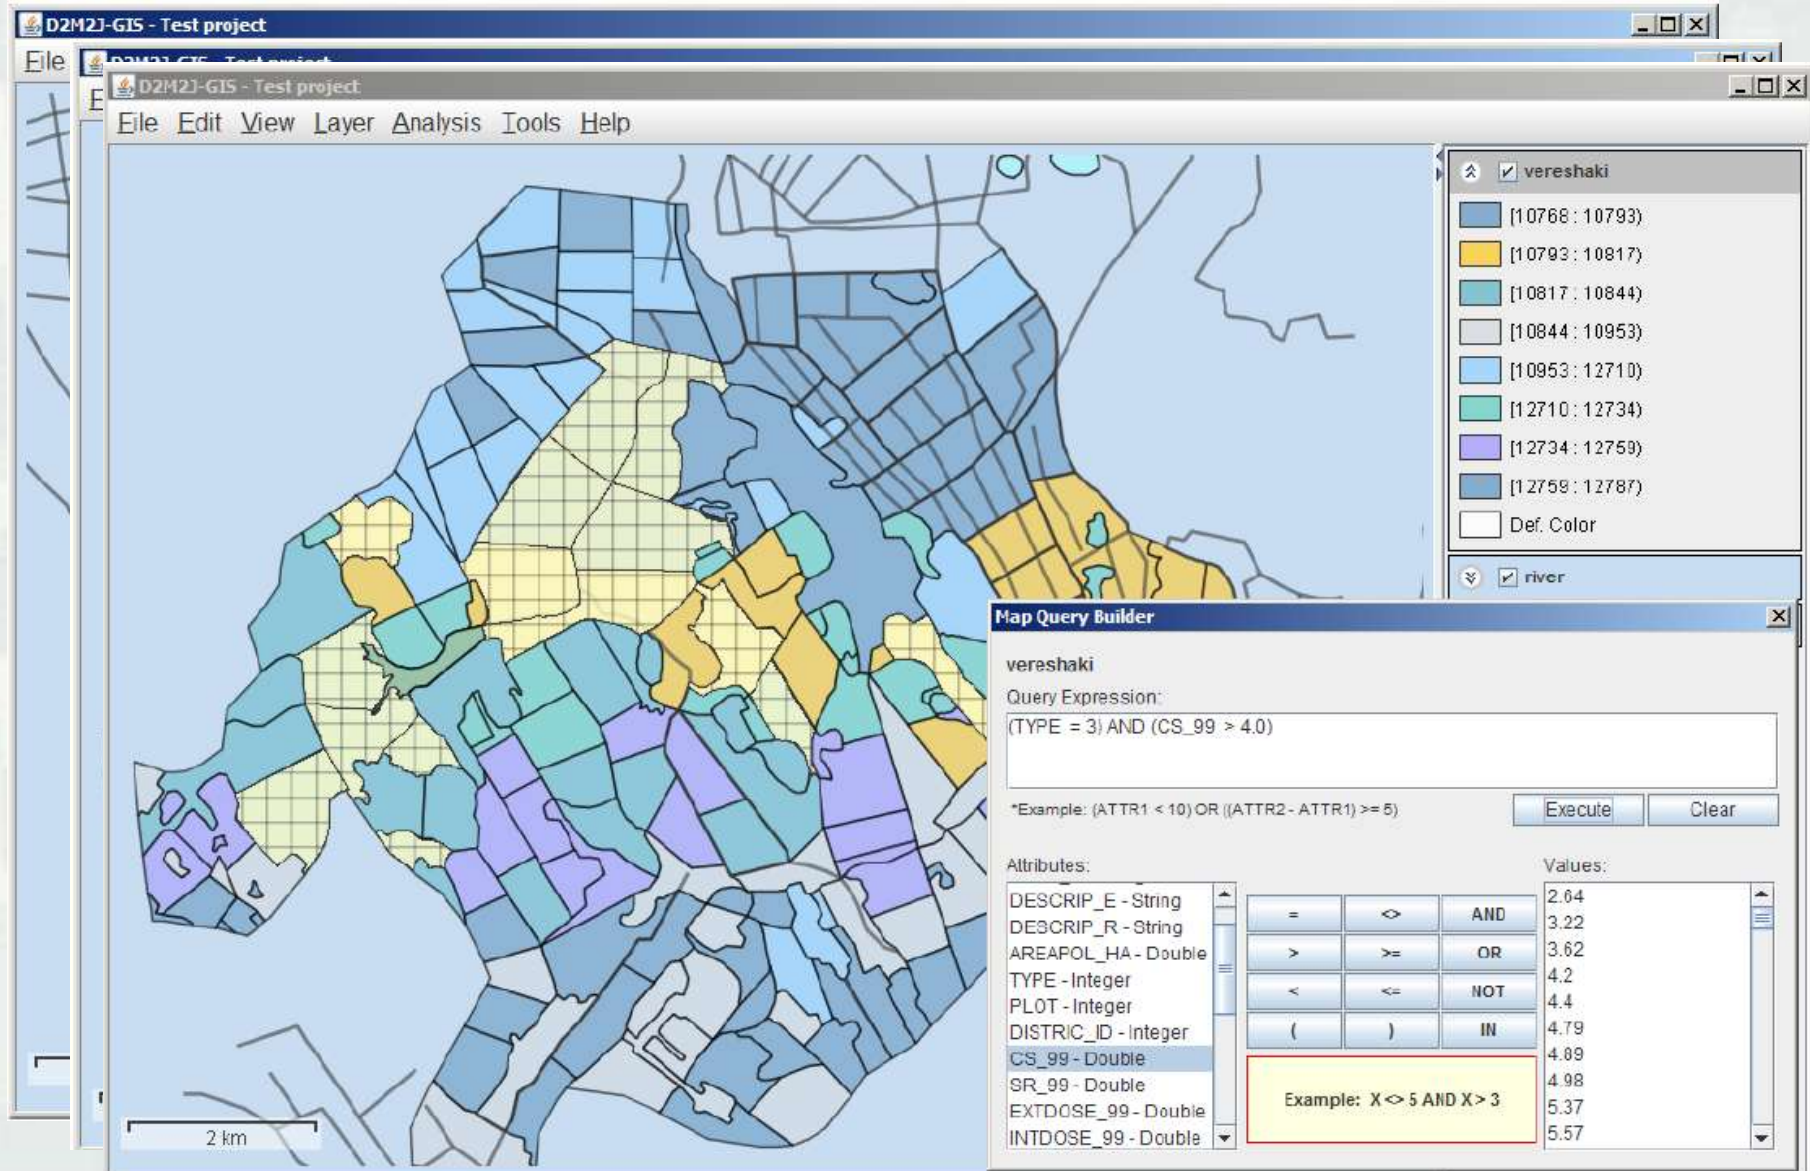 D2M2J-GIS - Test project
File
D2M2J-GIS - Test project
D2M2J-GIS - Test project
File Edit View Layer Analysis Tools Help
vereshaki
[10768 : 10793)
[10793 : 10817)
[10817 : 10844)
[10844 : 10953)
[10953 : 12710)
[12710 : 12734)
[12734 : 12759)
[12759 : 12787)
Def. Color
river
Map Query Builder
vereshaki
Query Expression:
(TYPE = 3) AND (CS_99 > 4.0)
*Example: (ATTR1 < 10) OR ((ATTR2 - ATTR1) >= 5)
Execute Clear
Attributes:
DESCRIP_E - String
DESCRIP_R - String
AREAPOL_HA - Double
TYPE - Integer
PLOT - Integer
DISTRIC_ID - Integer
CS_99 - Double
SR_99 - Double
EXTDOSE_99 - Double
INTDOSE_99 - Double
= <> AND
> >= OR
< <= NOT
( ) IN
Example: X <> 5 AND X > 3
Values:
2.64
3.22
3.62
4.2
4.4
4.79
4.89
4.98
5.37
5.57
2 km